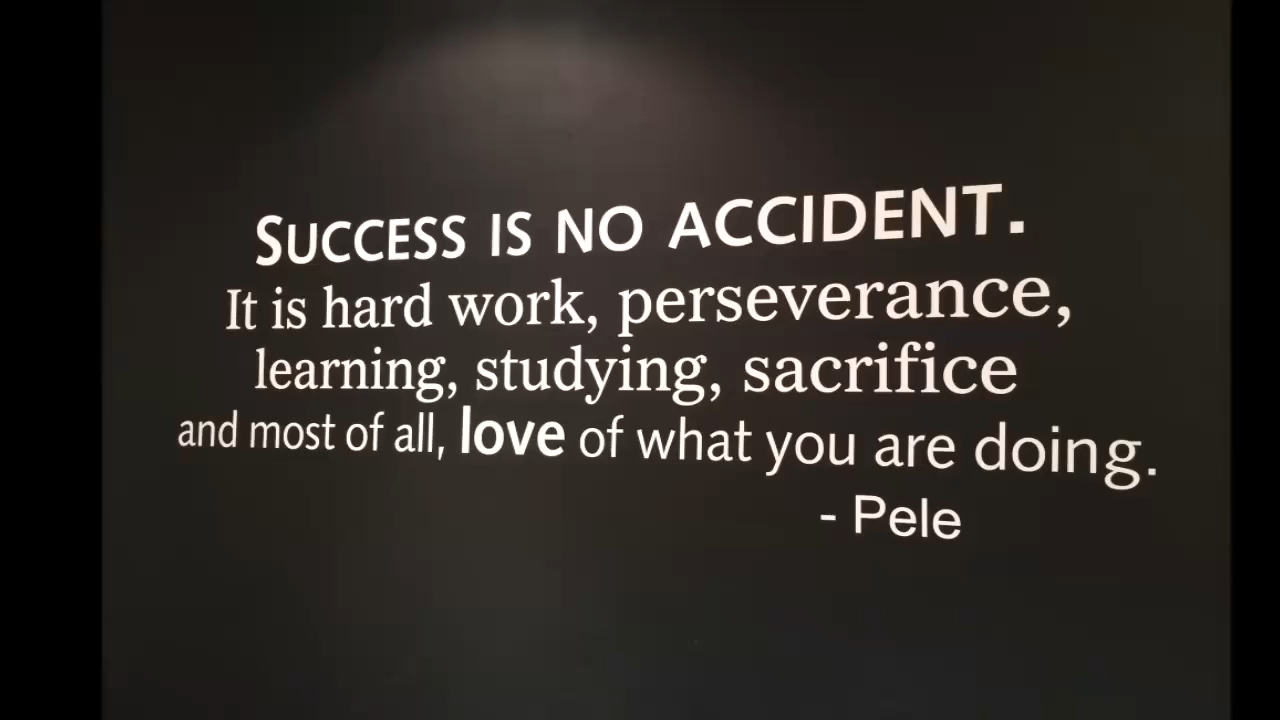 SUCCESS IS NO ACCIDENT.
It is hard work, perseverance,
learning, studying, sacrifice
and most of all, love of what you are doing.
- Pele